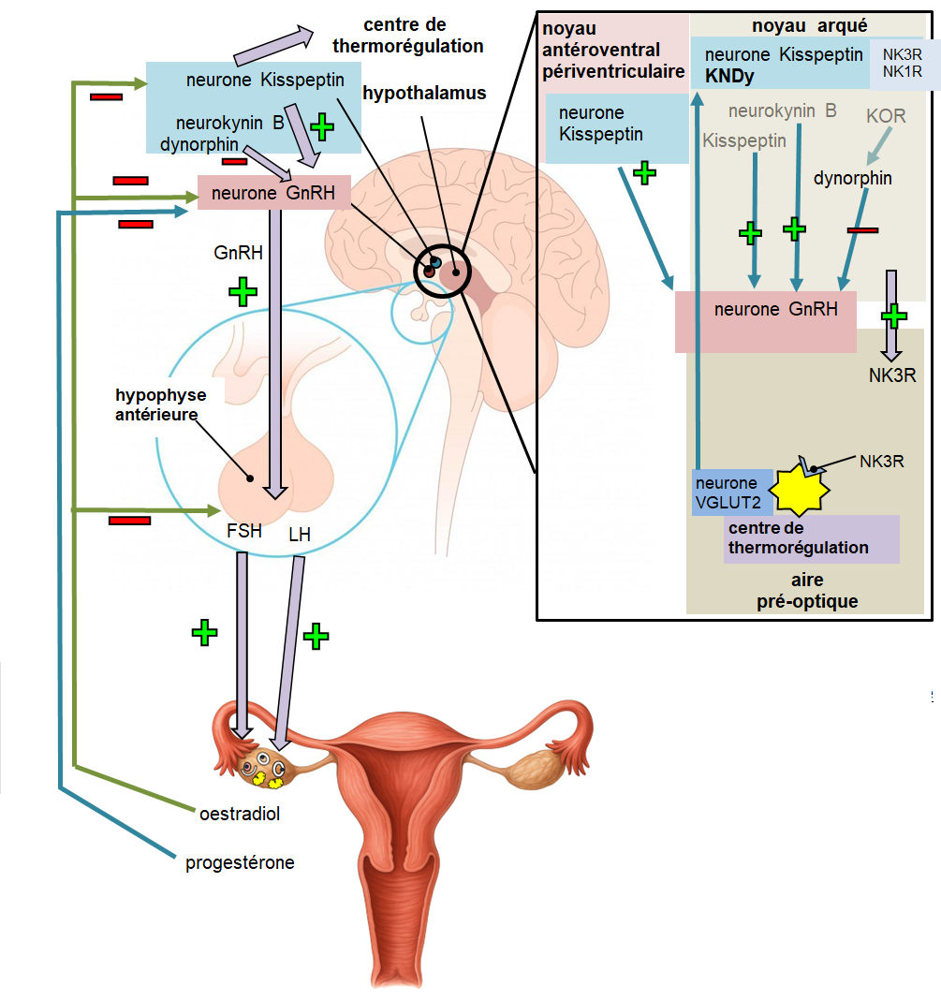 centre de
thermorégulation
neurone Kisspeptin
hypothalamus
neurokynin B
dynorphin
neurone GnRH
GnRH
hypophyse
antérieure
FSH
LH
oestradiol
progestérone
noyau
antéroventral
périventriculaire
neurone
Kisspeptin
noyau arqué
neurone Kisspeptin
KNDy
NK3R
NK1R
neurokynin B
Kisspeptin
KOR
dynorphin
neurone GnRH
NK3R
NK3R
neurone
VGLUT2
centre de
thermorégulation
aire
pré-optique